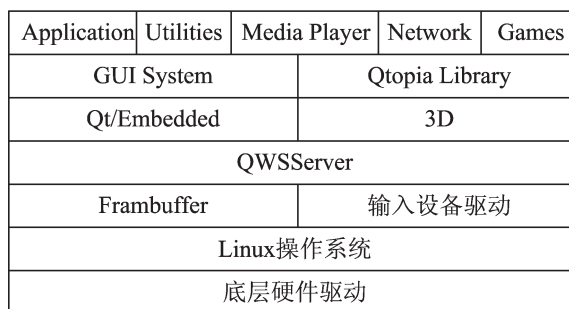 Application Utilities Media Player Network Games
GUI System Qtopia Library
Qt/Embedded 3D
QWSServer
Frambuffer 输入设备驱动
Linux操作系统
底层硬件驱动